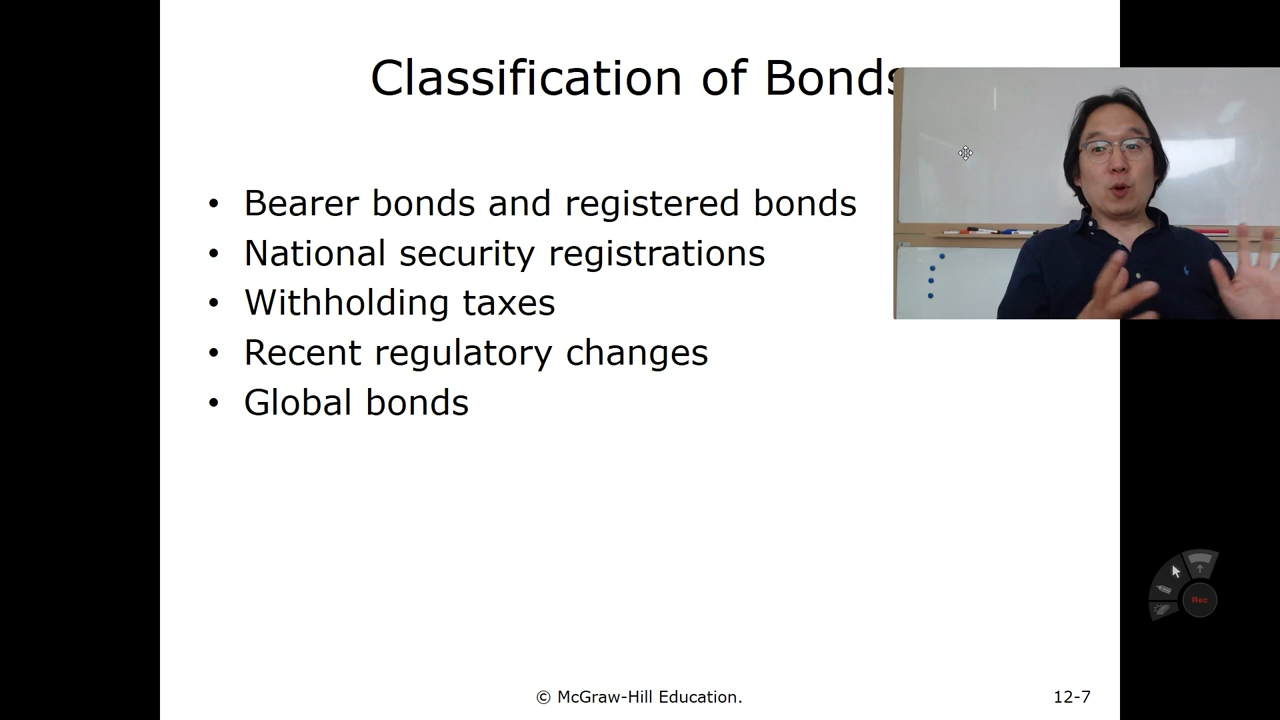 Classification of Bonds
• Bearer bonds and registered bonds
• National security registrations
• Withholding taxes
• Recent regulatory changes
• Global bonds
Rec
© McGraw-Hill Education.
12-7